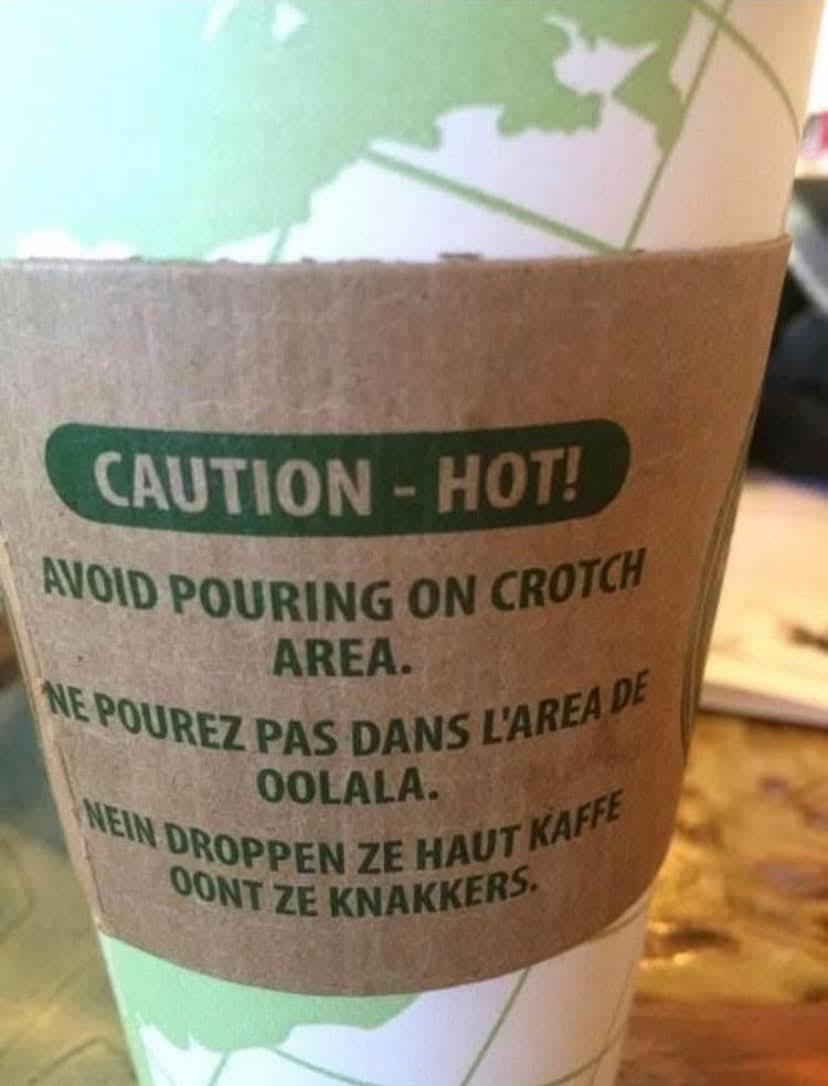 CAUTION - HOT!
AVOID POURING ON CROTCH
AREA.
NE POUREZ PAS DANS L'AREA DE
OOLALA.
NEIN DROPPEN ZE HAUT KAFFE
OONT ZE KNAKKERS.